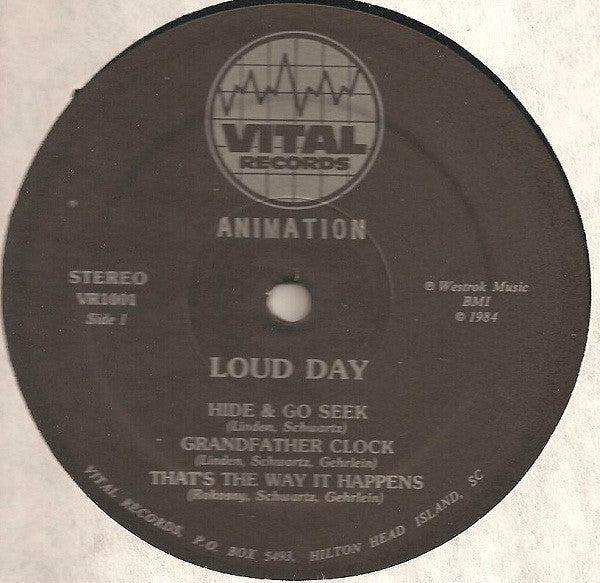 VITAL
RECORDS
ANIMATION
STEREO
VR1001
Side 1
℗ Westrok Music
BMI
© 1984
LOUD DAY
HIDE & GO SEEK
(Linden, Schwartz)
GRANDFATHER CLOCK
(Linden, Schwartz, Gehrlein)
THAT'S THE WAY IT HAPPENS
(Rokosny, Schwartz, Gehrlein)
VITAL RECORDS, P.O. BOX 5493, HILTON HEAD ISLAND, SC